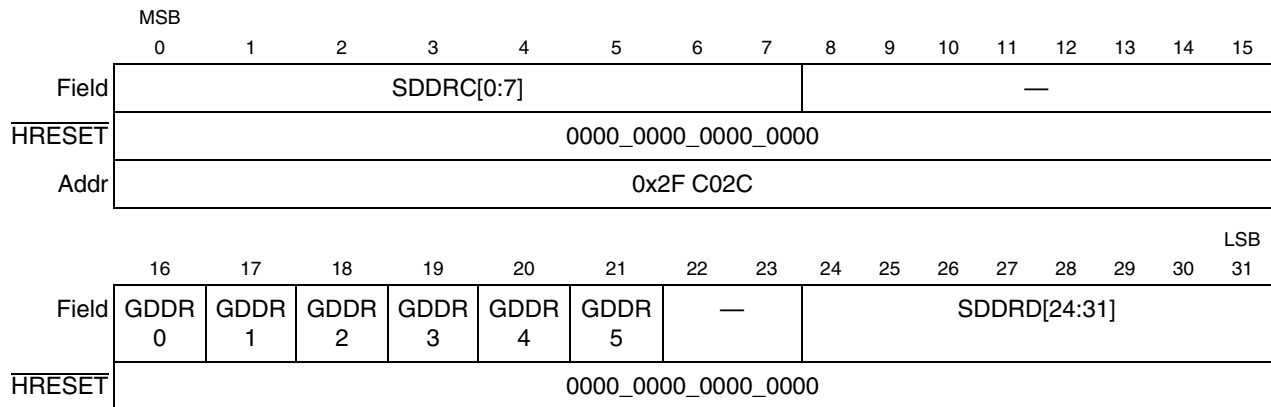 MSB
0 1 2 3 4 5 6 7 8 9 10 11 12 13 14 15
Field SDDRC[0:7] —
HRESET 0000_0000_0000_0000
Addr 0x2F C02C
LSB
16 17 18 19 20 21 22 23 24 25 26 27 28 29 30 31
Field GDDR GDDR GDDR GDDR GDDR GDDR — SDDRD[24:31]
0 1 2 3 4 5
HRESET 0000_0000_0000_0000